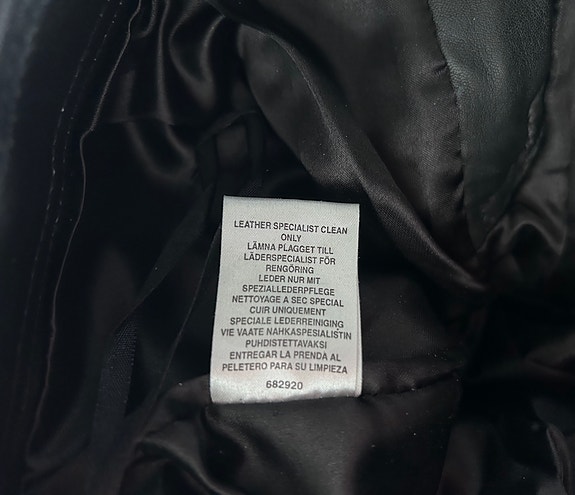 LEATHER SPECIALIST CLEAN
ONLY
LÄMNA PLAGGET TILL
LÄDERSPECIALIST FÖR
RENGÖRING
LEDER NUR MIT
SPEZIALLEDERPFLEGE
NETTOYAGE A SEC SPECIAL
CUIR UNIQUEMENT
SPECIALE LEDERREINIGING
VIE VAATE NAHKASPESIALISTIN
PUHDISTETTAVAKSI
ENTREGAR LA PRENDA AL
PELETERO PARA SU LIMPIEZA
682920